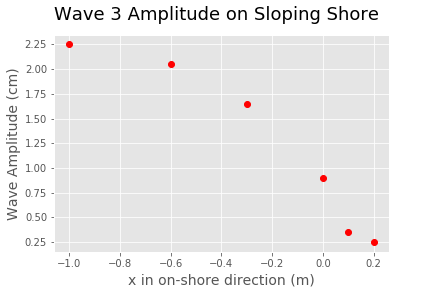 Wave 3 Amplitude on Sloping Shore
2.25
2.00
1.75
1.50
1.25
1.00
0.75
0.50
0.25
Wave Amplitude (cm)
−1.0 −0.8 −0.6 −0.4 −0.2 0.0 0.2
x in on-shore direction (m)